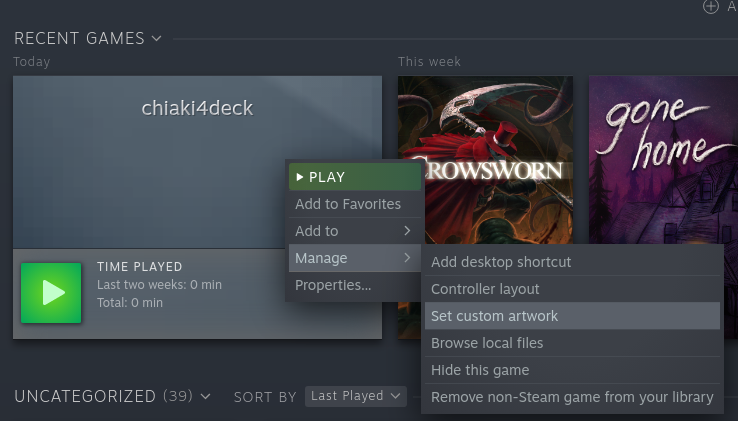 A
RECENT GAMES
Today
This week
chiaki4deck
CROWSWORN
gone
home
PLAY
Add to Favorites
Add to
Manage
Properties...
TIME PLAYED
Last two weeks: 0 min
Total: 0 min
Add desktop shortcut
Controller layout
Set custom artwork
Browse local files
Hide this game
Remove non-Steam game from your library
UNCATEGORIZED (39)
SORT BY
Last Played